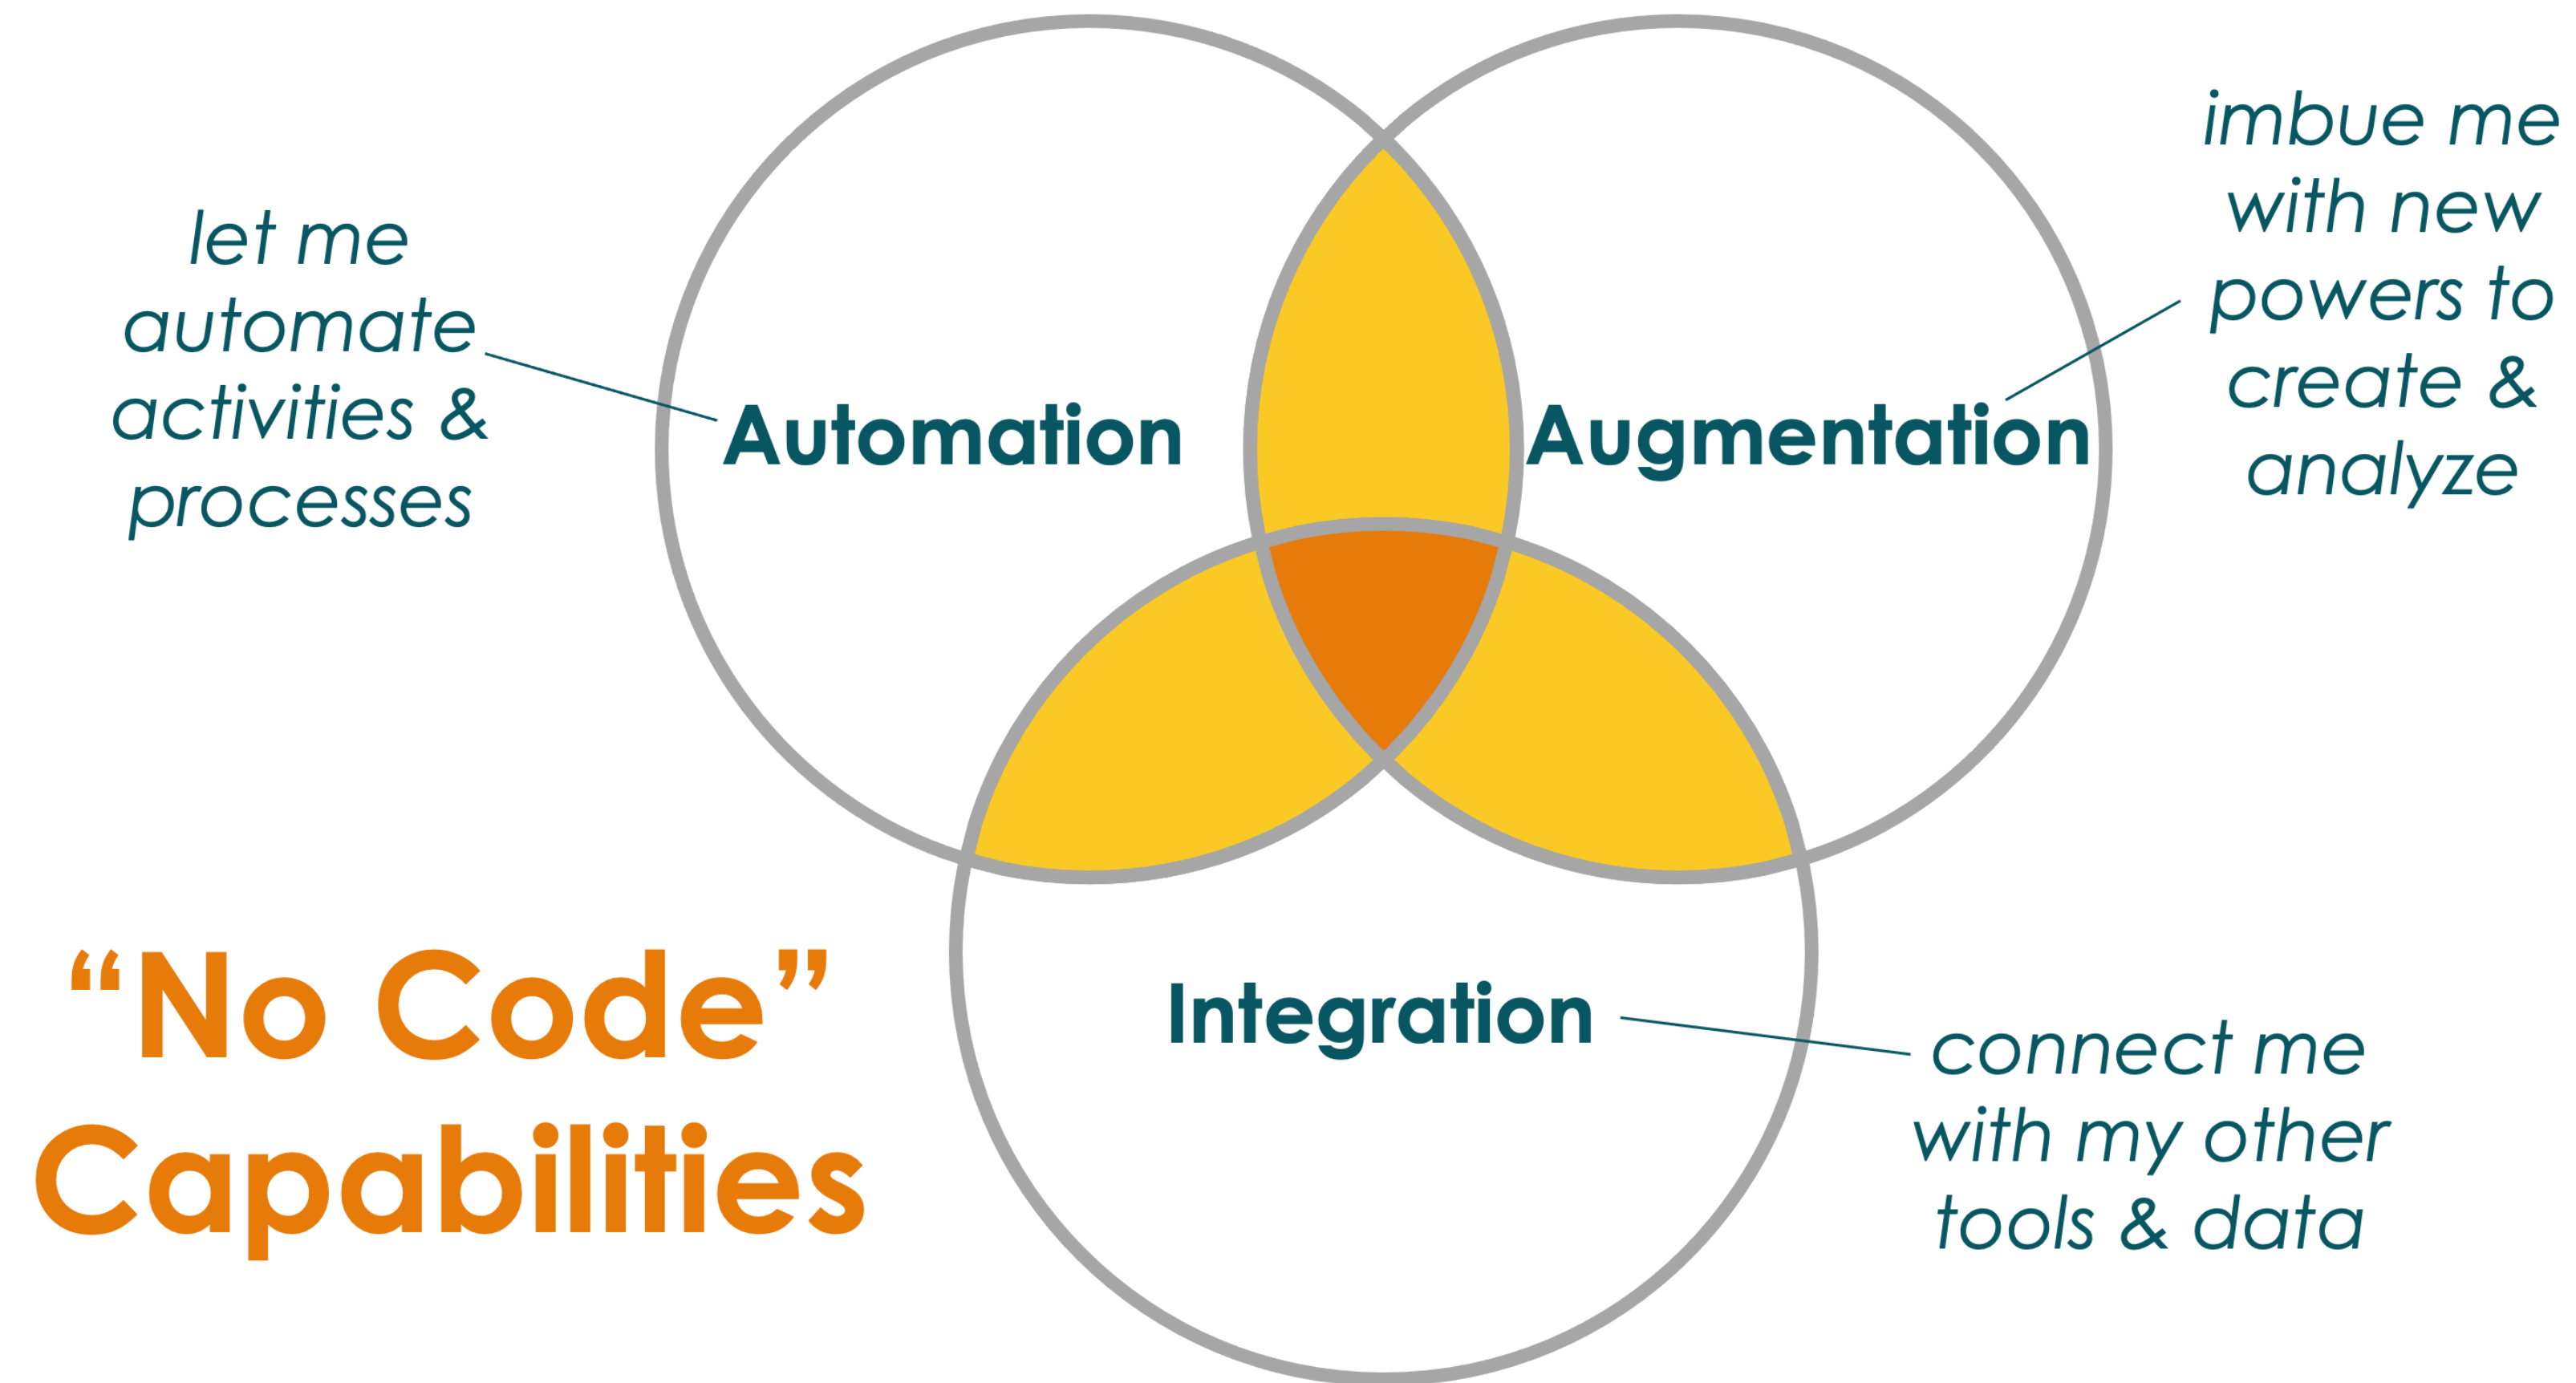 let me
automate
activities &
processes
Automation
Augmentation
imbue me
with new
powers to
create &
analyze
“No Code”
Capabilities
Integration
connect me
with my other
tools & data